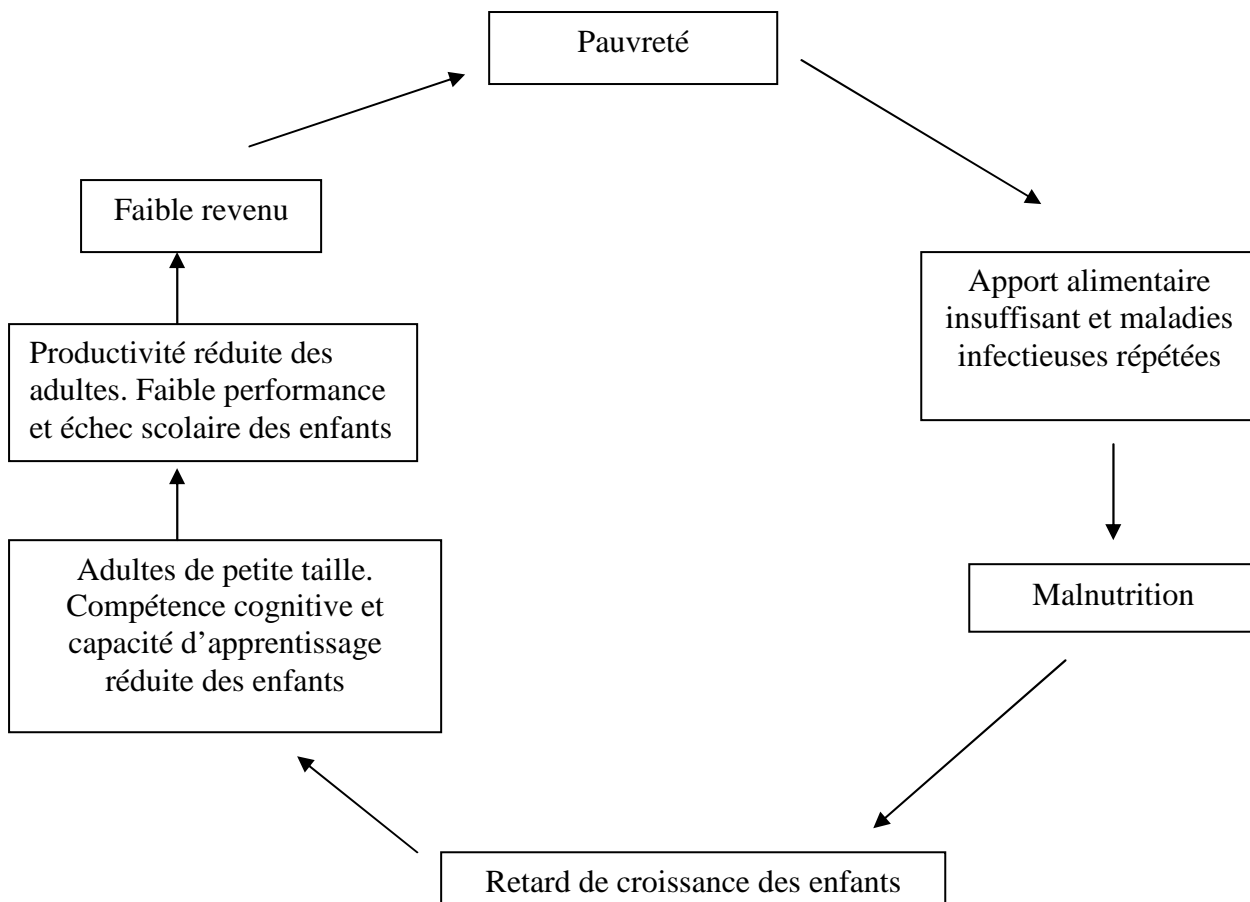 Pauvreté
Faible revenu
Apport alimentaire
insuffisant et maladies
infectieuses répétées
Productivité réduite des
adultes. Faible performance
et échec scolaire des enfants
Adultes de petite taille.
Compétence cognitive et
capacité d’apprentissage
réduite des enfants
Malnutrition
Retard de croissance des enfants